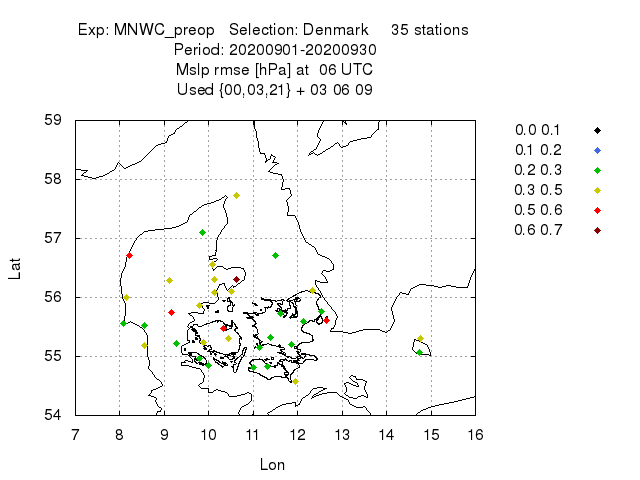 Exp: MNWC_preop   Selection: Denmark     35 stations
Period: 20200901-20200930
Mslp rmse [hPa] at  06 UTC
Used {00,03,21} + 03 06 09
59
58
57
56
55
54
Lat
7 8 9 10 11 12 13 14 15 16
Lon
0.0 0.1
0.1 0.2
0.2 0.3
0.3 0.5
0.5 0.6
0.6 0.7